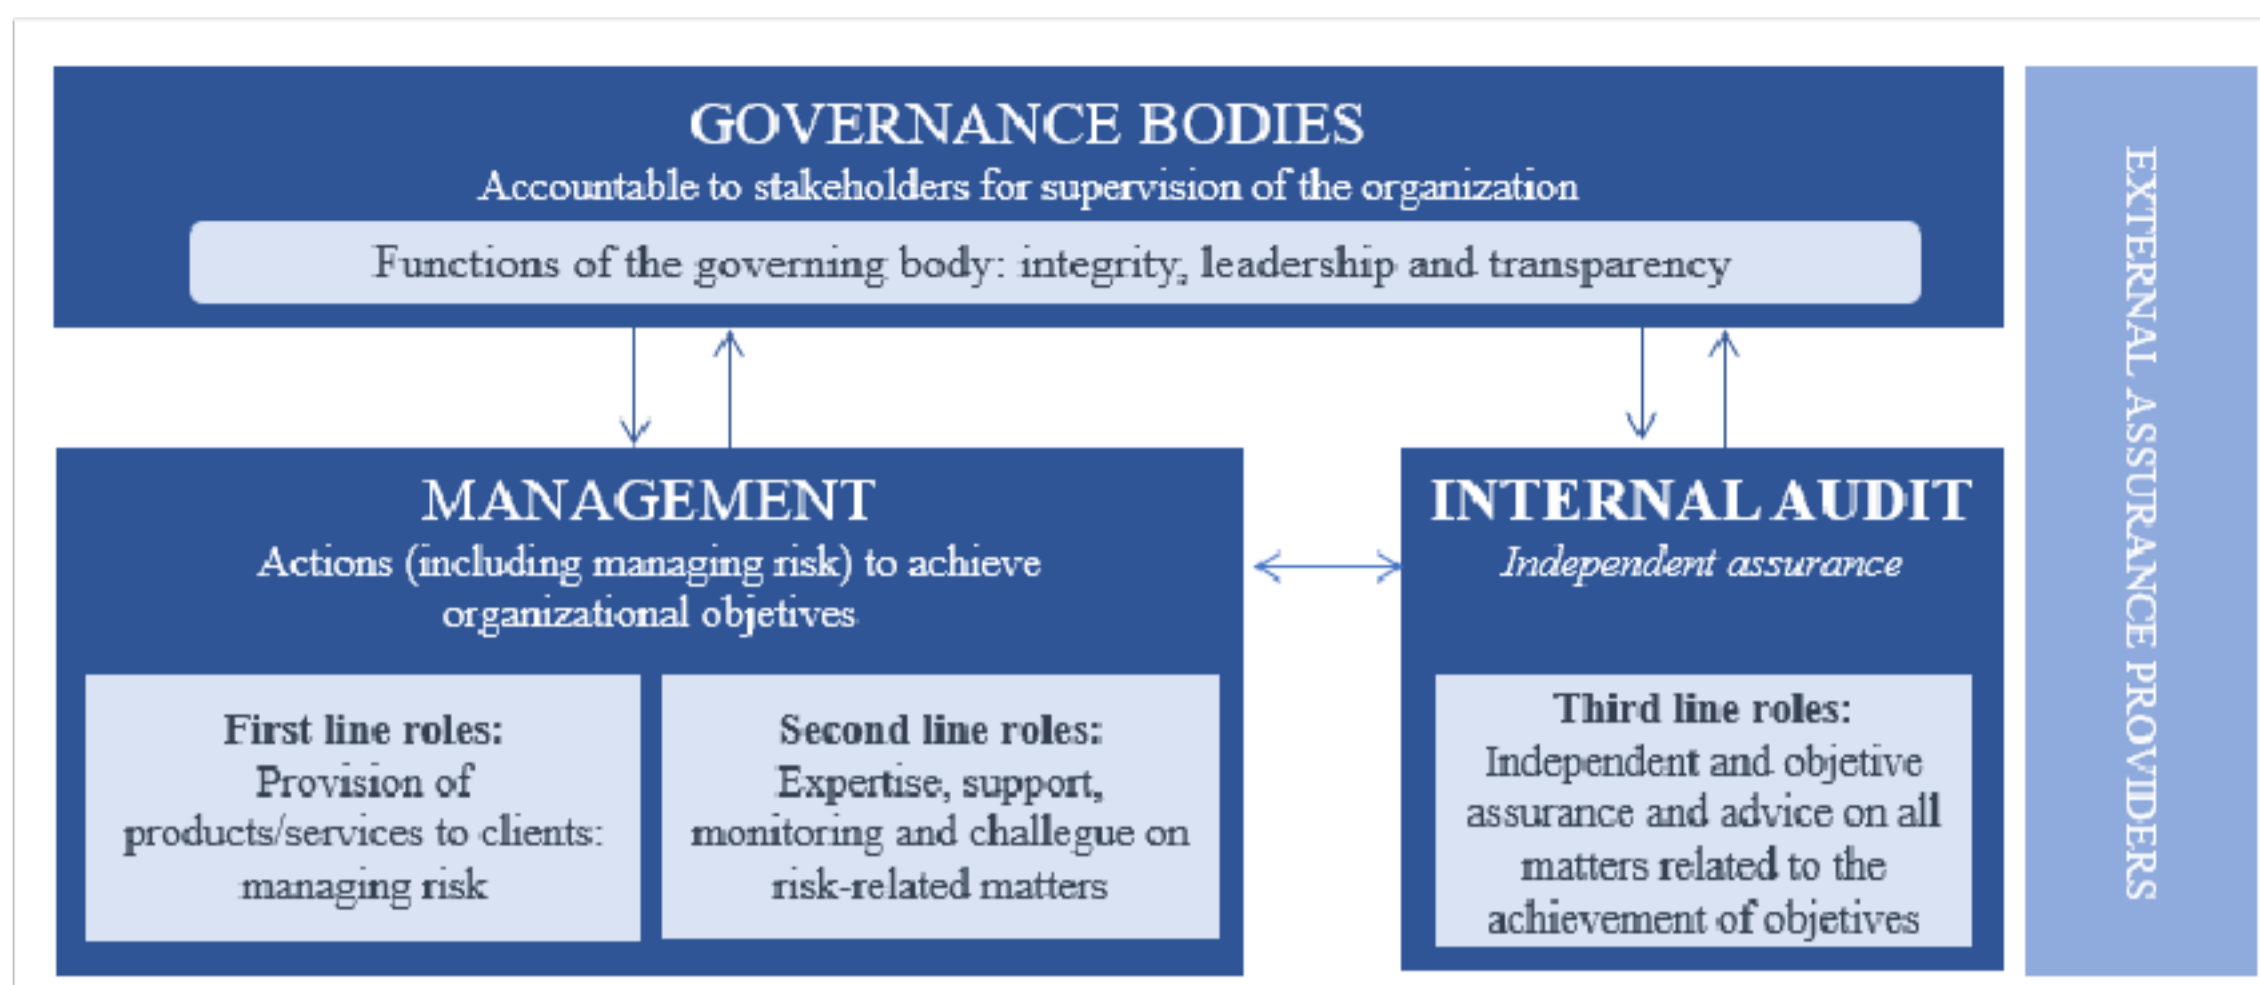 GOVERNANCE BODIES
Accountable to stakeholders for supervision of the organization
Functions of the governing body: integrity, leadership and transparency
MANAGEMENT
Actions (including managing risk) to achieve
organizational objetives
First line roles:
Provision of
products/services to clients:
managing risk
Second line roles:
Expertise, support,
monitoring and challegue on
risk-related matters
INTERNAL AUDIT
Independent assurance
Third line roles:
Independent and objetive
assurance and advice on all
matters related to the
achievement of objetives
EXTERNAL ASSURANCE PROVIDERS